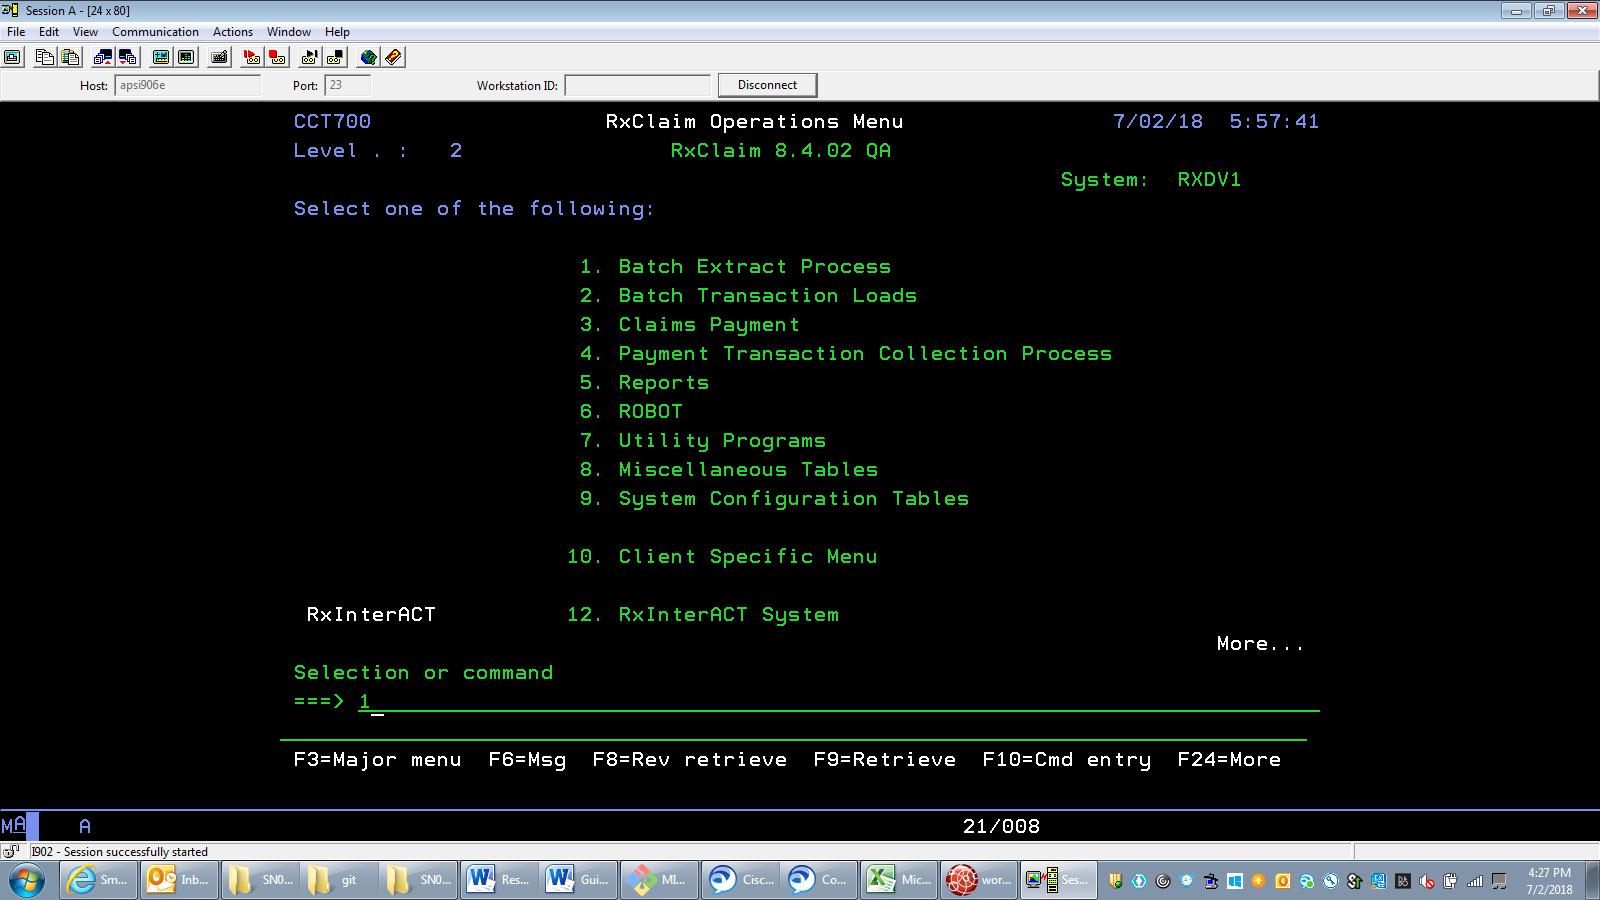 Session A - [24 x 80]
File Edit View Communication Actions Window Help
Host: apsi906e Port: 23 Workstation ID: Disconnect
CCT700 RxClaim Operations Menu 7/02/18 5:57:41
Level . : 2 RxClaim 8.4.02 QA
System: RXDV1
Select one of the following:
1. Batch Extract Process
2. Batch Transaction Loads
3. Claims Payment
4. Payment Transaction Collection Process
5. Reports
6. ROBOT
7. Utility Programs
8. Miscellaneous Tables
9. System Configuration Tables
10. Client Specific Menu
RxInterACT 12. RxInterACT System
More...
Selection or command
===> 1
F3=Major menu F6=Msg F8=Rev retrieve F9=Retrieve F10=Cmd entry F24=More
MA A 21/008
I902 - Session successfully started
Sm... Inb... SN0... git SN0... Res... Gui... MI... Cisc... Co... Mic... wor... Ses... 4:27 PM
7/2/2018